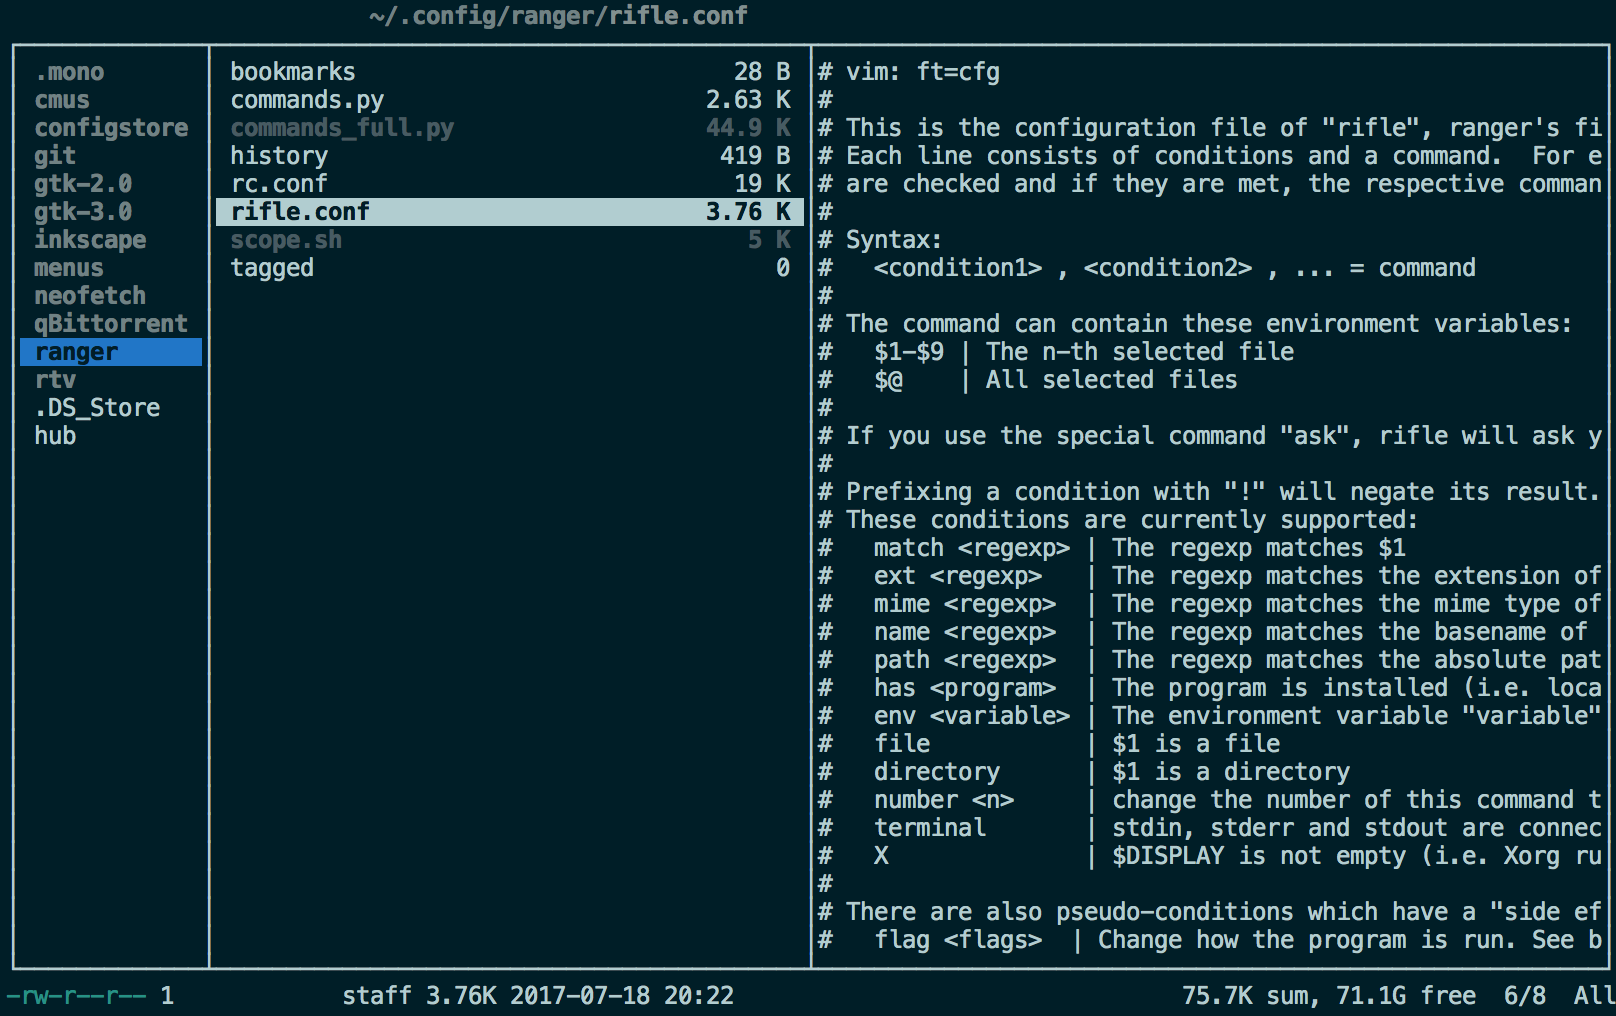 ~/.config/ranger/rifle.conf
.mono
cmus
configstore
git
gtk-2.0
gtk-3.0
inkscape
menus
neofetch
qBittorrent
ranger
rtv
.DS_Store
hub
bookmarks 28 B
commands.py 2.63 K
commands_full.py 44.9 K
history 419 B
rc.conf 19 K
rifle.conf 3.76 K
scope.sh 5 K
tagged 0
# vim: ft=cfg
#
# This is the configuration file of "rifle", ranger's fi
# Each line consists of conditions and a command.  For e
# are checked and if they are met, the respective comman
#
# Syntax:
#   <condition1> , <condition2> , ... = command
#
# The command can contain these environment variables:
#   $1-$9 | The n-th selected file
#   $@    | All selected files
#
# If you use the special command "ask", rifle will ask y
#
# Prefixing a condition with "!" will negate its result.
# These conditions are currently supported:
#   match <regexp> | The regexp matches $1
#   ext <regexp>   | The regexp matches the extension of
#   mime <regexp>  | The regexp matches the mime type of
#   name <regexp>  | The regexp matches the basename of
#   path <regexp>  | The regexp matches the absolute pat
#   has <program>  | The program is installed (i.e. loca
#   env <variable> | The environment variable "variable"
#   file           | $1 is a file
#   directory      | $1 is a directory
#   number <n>     | change the number of this command t
#   terminal       | stdin, stderr and stdout are connec
#   X              | $DISPLAY is not empty (i.e. Xorg ru
#
# There are also pseudo-conditions which have a "side ef
#   flag <flags>  | Change how the program is run. See b
-rw-r--r-- 1 staff 3.76K 2017-07-18 20:22 75.7K sum, 71.1G free  6/8  All